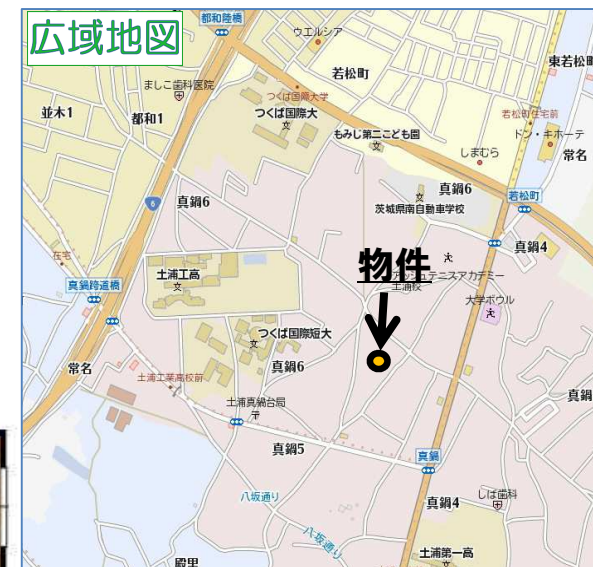 広域地図
都和陸橋
ウエルシア
東若松町
若松町
ましこ歯科医院
つくば国際大学
つくば国際大
並木1
都和1
若松町住宅前
もみじ第二こども園
ドン・キホーテ
しまむら
常名
真鍋6
6
真鍋6
茨城県南自動車学校
若松町
真鍋4
在宅
物件
土浦工高
アッシュテニスアカデミー
土浦校
真鍋跨道橋
大学ボウル
つくば国際短大
常名
真鍋6
土浦工業高校前
真鍋
土浦真鍋台局
真鍋5
真鍋
八坂通り
しば歯科
真鍋4
八坂通り
土浦第一高
殿里